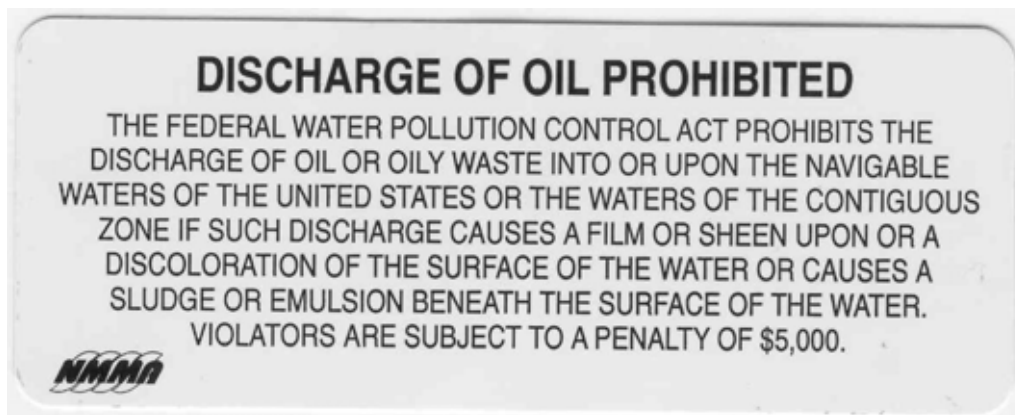 DISCHARGE OF OIL PROHIBITED
THE FEDERAL WATER POLLUTION CONTROL ACT PROHIBITS THE
DISCHARGE OF OIL OR OILY WASTE INTO OR UPON THE NAVIGABLE
WATERS OF THE UNITED STATES OR THE WATERS OF THE CONTIGUOUS
ZONE IF SUCH DISCHARGE CAUSES A FILM OR SHEEN UPON OR A
DISCOLORATION OF THE SURFACE OF THE WATER OR CAUSES A
SLUDGE OR EMULSION BENEATH THE SURFACE OF THE WATER.
VIOLATORS ARE SUBJECT TO A PENALTY OF $5,000.
NMMA